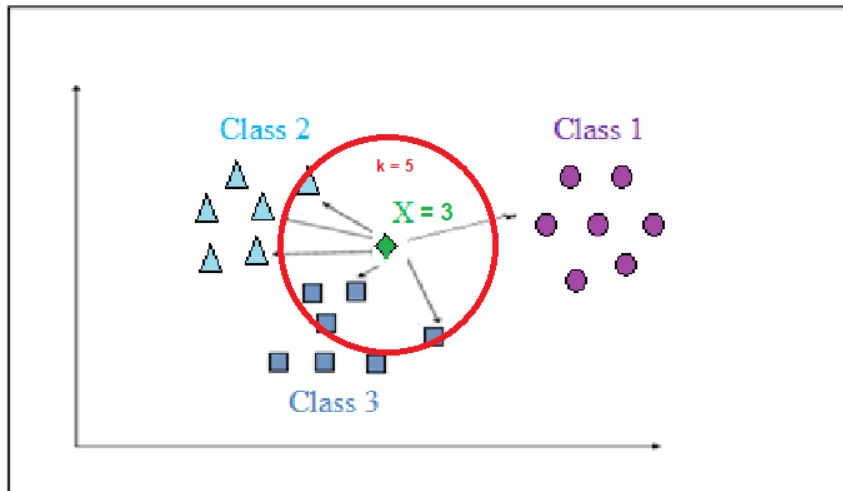 Class 2
Class 1
k = 5
X = 3
Class 3